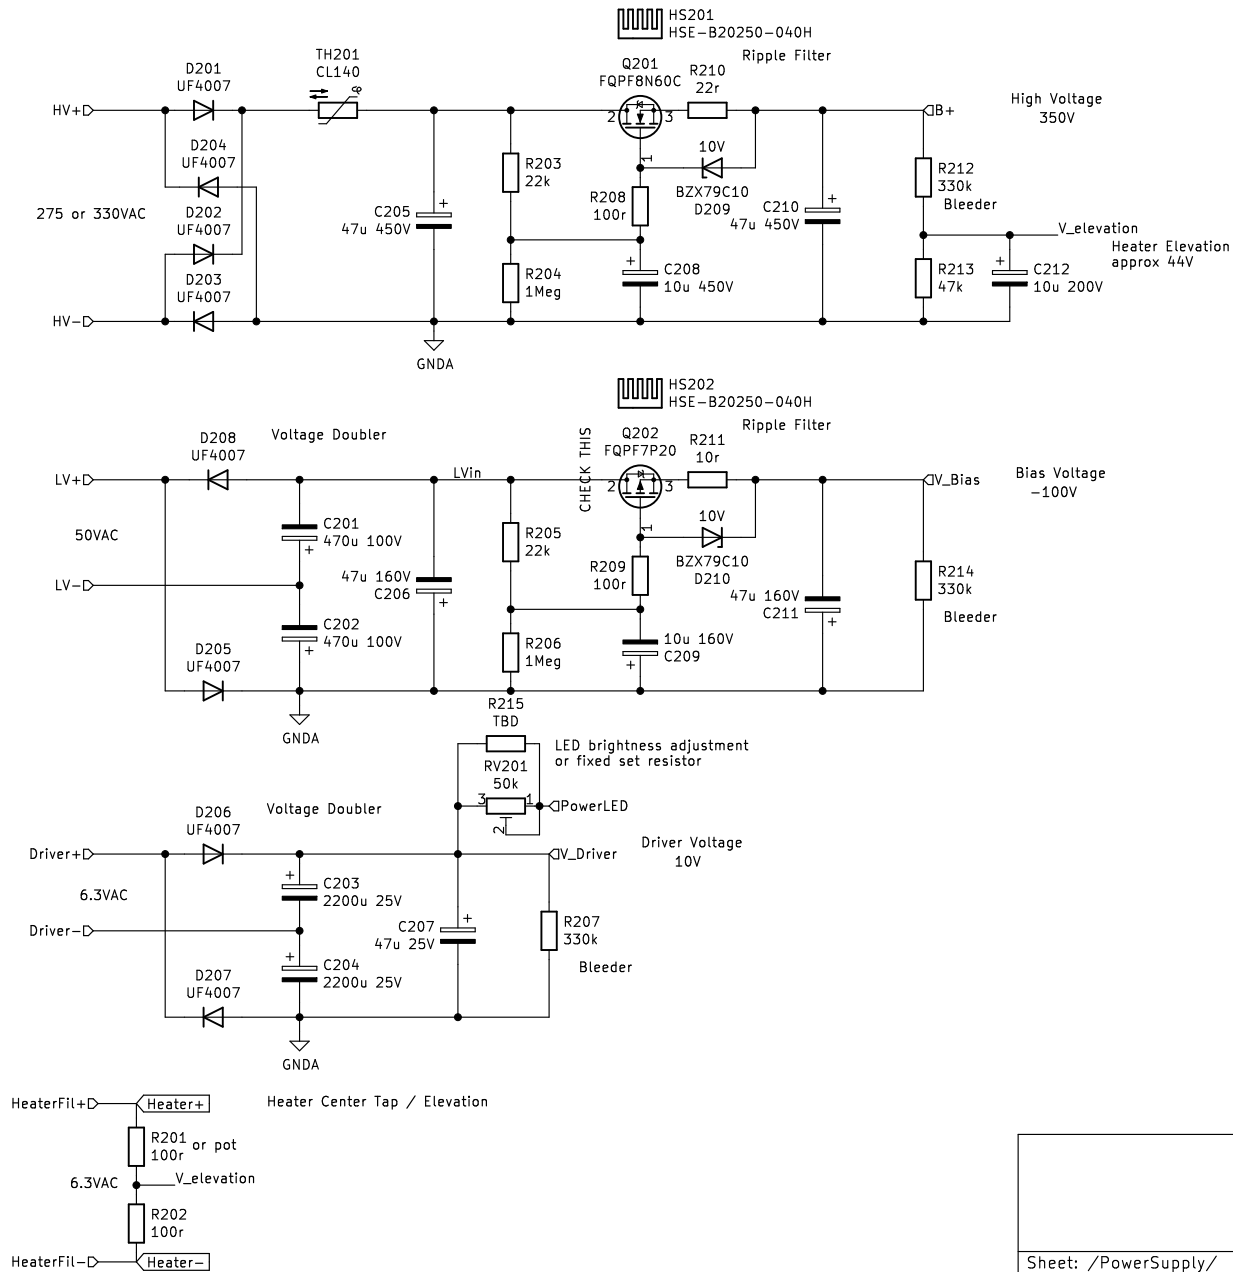 HS201
HSE-B20250-040H
Ripple Filter
TH201
CL140
Q201
FQPF8N60C
R210
22r
D201
UF4007
HV+
2
3
B+
High Voltage
350V
D204
UF4007
1
10V
BZX79C10
D209
R203
22k
R208
100r
R212
330k
Bleeder
275 or 330VAC
D202
UF4007
C205
47u 450V
+
C210
47u 450V
+
V_elevation
Heater Elevation
approx 44V
D203
UF4007
R204
1Meg
+
C208
10u 450V
R213
47k
+
C212
10u 200V
HV-
GNDA
HS202
HSE-B20250-040H
Ripple Filter
D208
UF4007
Voltage Doubler
CHECK THIS
Q202
FQPF7P20
R211
10r
LV+
LVin
2
3
V_Bias
Bias Voltage
-100V
50VAC
C201
470u 100V
+
R205
22k
1
10V
BZX79C10
D210
R209
100r
LV-
47u 160V
C206
+
47u 160V
C211
+
R214
330k
Bleeder
C202
470u 100V
+
R206
1Meg
10u 160V
C209
+
D205
UF4007
GNDA
R215
TBD
LED brightness adjustment
or fixed set resistor
RV201
50k
3
1
2
PowerLED
D206
UF4007
Voltage Doubler
Driver+
V_Driver
Driver Voltage
10V
6.3VAC
+
C203
2200u 25V
Driver-
C207
47u 25V
+
R207
330k
Bleeder
+
C204
2200u 25V
D207
UF4007
GNDA
HeaterFil+
Heater+
Heater Center Tap / Elevation
R201
100r
or pot
6.3VAC
V_elevation
R202
100r
HeaterFil-
Heater-
Sheet: /PowerSupply/